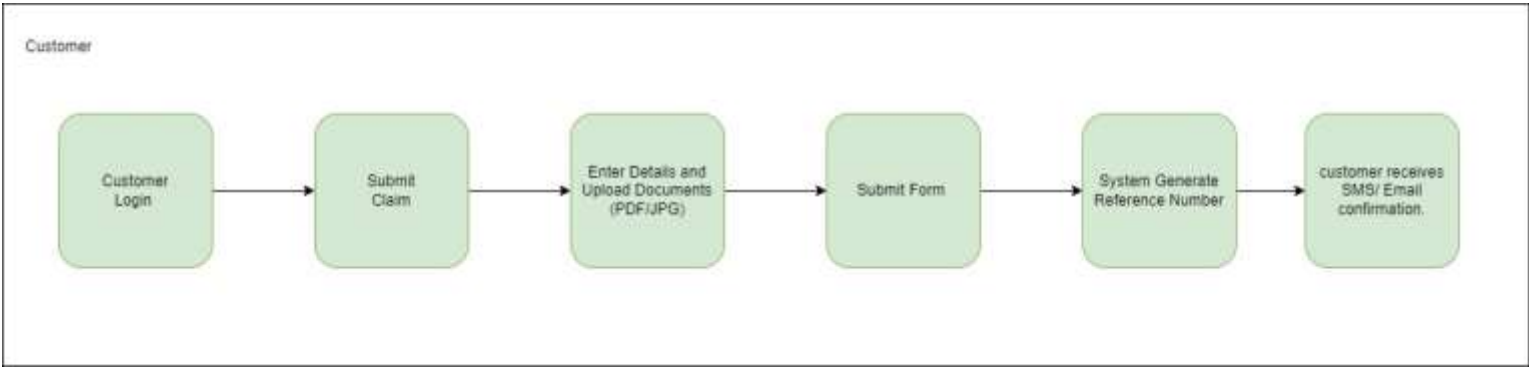 Customer
Customer
Login
Submit
Claim
Enter Details and
Upload Documents
(PDF/JPG)
Submit Form
System Generate
Reference Number
customer receives
SMS/ Email
confirmation.